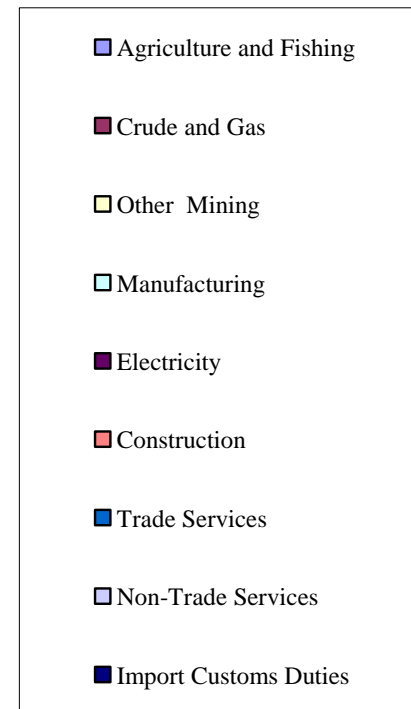 Agriculture and Fishing
Crude and Gas
Other  Mining
Manufacturing
Electricity
Construction
Trade Services
Non-Trade Services
Import Customs Duties